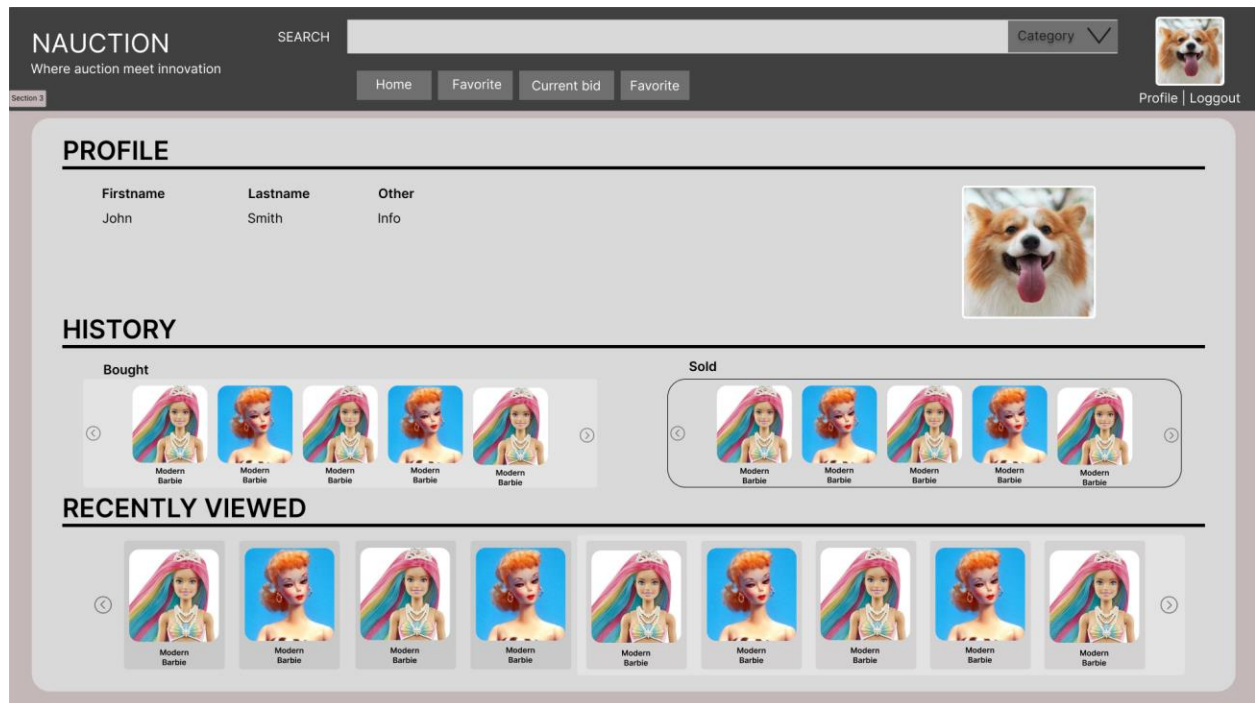 NAUCTION
Where auction meet innovation
SEARCH
Category
Home
Favorite
Current bid
Favorite
Profile | Loggout
Section 3
PROFILE
Firstname
Lastname
Other
John
Smith
Info
HISTORY
Bought
Modern
Barbie
Modern
Barbie
Modern
Barbie
Modern
Barbie
Modern
Barbie
Sold
Modern
Barbie
Modern
Barbie
Modern
Barbie
Modern
Barbie
Modern
Barbie
RECENTLY VIEWED
Modern
Barbie
Modern
Barbie
Modern
Barbie
Modern
Barbie
Modern
Barbie
Modern
Barbie
Modern
Barbie
Modern
Barbie
Modern
Barbie